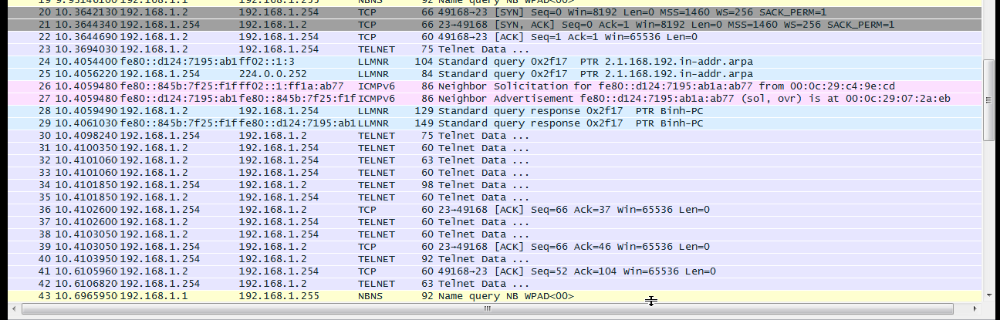 20 10.3642130 192.168.1.2 192.168.1.254 TCP 66 49168→23 [SYN] Seq=0 Win=8192 Len=0 MSS=1460 WS=256 SACK_PERM=1
21 10.3644340 192.168.1.254 192.168.1.2 TCP 66 23→49168 [SYN, ACK] Seq=0 Ack=1 Win=8192 Len=0 MSS=1460 WS=256 SACK_PERM=1
22 10.3644690 192.168.1.2 192.168.1.254 TCP 60 49168→23 [ACK] Seq=1 Ack=1 Win=65536 Len=0
23 10.3694030 192.168.1.2 192.168.1.254 TELNET 75 Telnet Data ...
24 10.4054400 fe80::d124:7195:ab1 ff02::1:3 LLMNR 104 Standard query 0x2f17 PTR 2.1.168.192.in-addr.arpa
25 10.4056220 192.168.1.254 224.0.0.252 LLMNR 84 Standard query 0x2f17 PTR 2.1.168.192.in-addr.arpa
26 10.4059480 fe80::845b:7f25:f1f ff02::1:ff1a:ab77 ICMPv6 86 Neighbor Solicitation for fe80::d124:7195:ab1a:ab77 from 00:0c:29:c4:9e:cd
27 10.4059480 fe80::d124:7195:ab1 fe80::845b:7f25:f1f ICMPv6 86 Neighbor Advertisement fe80::d124:7195:ab1a:ab77 (sol, ovr) is at 00:0c:29:07:2a:eb
28 10.4059490 192.168.1.2 192.168.1.254 LLMNR 129 Standard query response 0x2f17 PTR Binh-PC
29 10.4061030 fe80::845b:7f25:f1f fe80::d124:7195:ab1 LLMNR 149 Standard query response 0x2f17 PTR Binh-PC
30 10.4098240 192.168.1.254 192.168.1.2 TELNET 75 Telnet Data ...
31 10.4100350 192.168.1.254 192.168.1.2 TELNET 60 Telnet Data ...
32 10.4101060 192.168.1.2 192.168.1.254 TELNET 63 Telnet Data ...
33 10.4101060 192.168.1.2 192.168.1.254 TELNET 60 Telnet Data ...
34 10.4101850 192.168.1.254 192.168.1.2 TELNET 98 Telnet Data ...
35 10.4101850 192.168.1.2 192.168.1.254 TELNET 60 Telnet Data ...
36 10.4102600 192.168.1.254 192.168.1.2 TCP 60 23→49168 [ACK] Seq=66 Ack=37 Win=65536 Len=0
37 10.4102600 192.168.1.2 192.168.1.254 TELNET 60 Telnet Data ...
38 10.4103050 192.168.1.2 192.168.1.254 TELNET 60 Telnet Data ...
39 10.4103050 192.168.1.254 192.168.1.2 TCP 60 23→49168 [ACK] Seq=66 Ack=46 Win=65536 Len=0
40 10.4103950 192.168.1.254 192.168.1.2 TELNET 92 Telnet Data ...
41 10.6105960 192.168.1.2 192.168.1.254 TCP 60 49168→23 [ACK] Seq=52 Ack=104 Win=65536 Len=0
42 10.6106820 192.168.1.254 192.168.1.2 TELNET 63 Telnet Data ...
43 10.6965950 192.168.1.1 192.168.1.255 NBNS 92 Name query NB WPAD<00>